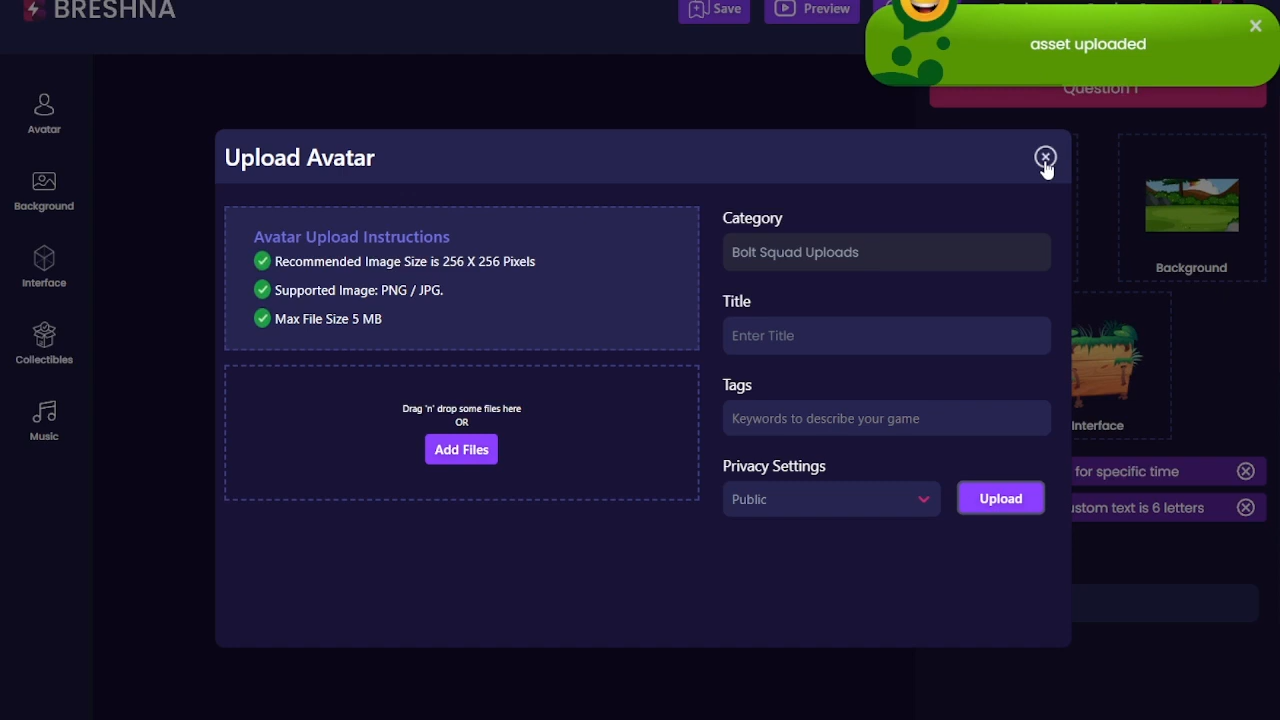 BRESHNA
Save
Preview
asset uploaded
Question 1
Avatar
Background
Interface
Collectibles
Music
Upload Avatar
Avatar Upload Instructions
Recommended Image Size is 256 X 256 Pixels
Supported Image: PNG / JPG.
Max File Size 5 MB
Drag 'n' drop some files here
OR
Add Files
Category
Bolt Squad Uploads
Title
Enter Title
Tags
Keywords to describe your game
Privacy Settings
Public
Upload
Background
Interface
for specific time
ustom text is 6 letters